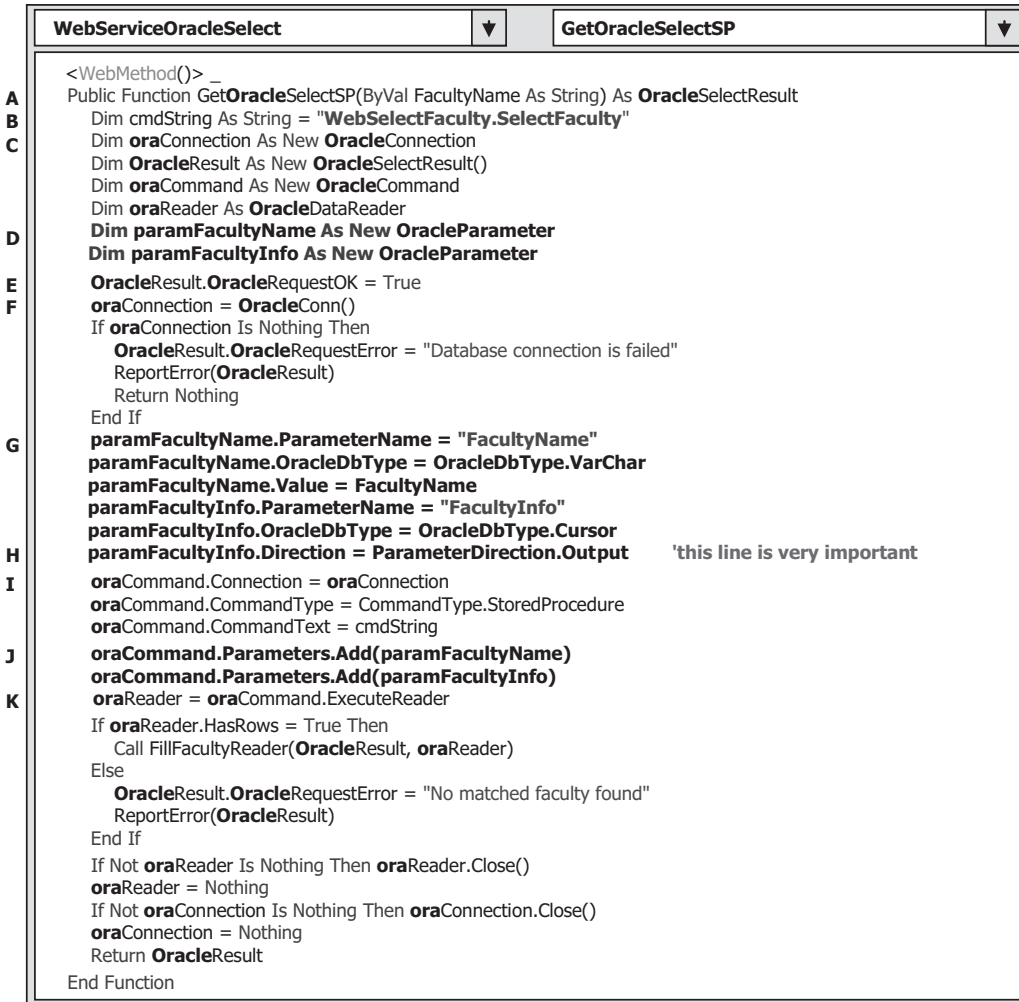 WebServiceOracleSelect GetOracleSelectSP
<WebMethod()> _
A Public Function GetOracleSelectSP(ByVal FacultyName As String) As OracleSelectResult
B Dim cmdString As String = "WebSelectFaculty.SelectFaculty"
C Dim oraConnection As New OracleConnection
Dim OracleResult As New OracleSelectResult()
Dim oraCommand As New OracleCommand
Dim oraReader As OracleDataReader
D Dim paramFacultyName As New OracleParameter
Dim paramFacultyInfo As New OracleParameter
E OracleResult.OracleRequestOK = True
F oraConnection = OracleConn()
If oraConnection Is Nothing Then
OracleResult.OracleRequestError = "Database connection is failed"
ReportError(OracleResult)
Return Nothing
End If
G paramFacultyName.ParameterName = "FacultyName"
paramFacultyName.OracleDbType = OracleDbType.VarChar
paramFacultyName.Value = FacultyName
paramFacultyInfo.ParameterName = "FacultyInfo"
paramFacultyInfo.OracleDbType = OracleDbType.Cursor
H paramFacultyInfo.Direction = ParameterDirection.Output 'this line is very important
I oraCommand.Connection = oraConnection
oraCommand.CommandType = CommandType.StoredProcedure
oraCommand.CommandText = cmdString
J oraCommand.Parameters.Add(paramFacultyName)
oraCommand.Parameters.Add(paramFacultyInfo)
K oraReader = oraCommand.ExecuteReader
If oraReader.HasRows = True Then
Call FillFacultyReader(OracleResult, oraReader)
Else
OracleResult.OracleRequestError = "No matched faculty found"
ReportError(OracleResult)
End If
If Not oraReader Is Nothing Then oraReader.Close()
oraReader = Nothing
If Not oraConnection Is Nothing Then oraConnection.Close()
oraConnection = Nothing
Return OracleResult
End Function